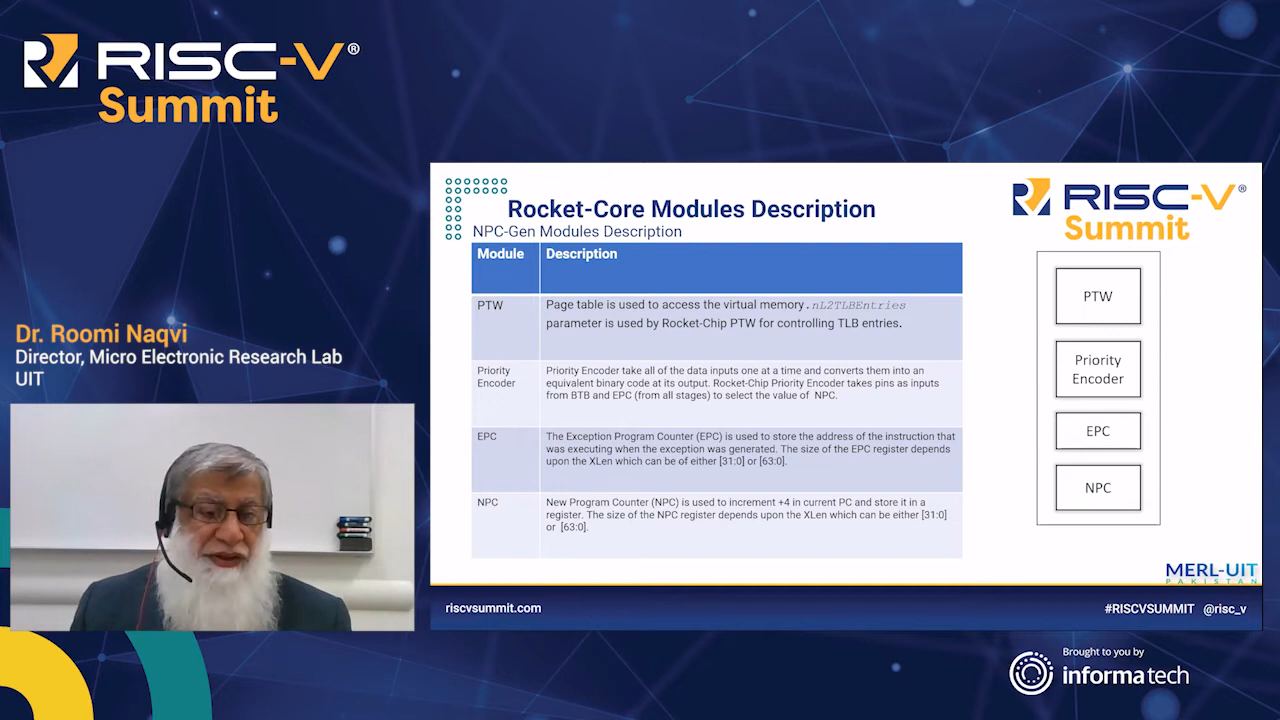 RISC-V®
Summit
Dr. Roomi Naqvi
Director, Micro Electronic Research Lab
UIT
Rocket-Core Modules Description
NPC-Gen Modules Description
Module Description
PTW
Page table is used to access the virtual memory. nL2TLBEntries
parameter is used by Rocket-Chip PTW for controlling TLB entries.
Priority
Encoder
Priority Encoder take all of the data inputs one at a time and converts them into an
equivalent binary code at its output. Rocket-Chip Priority Encoder takes pins as inputs
from BTB and EPC (from all stages) to select the value of NPC.
EPC
The Exception Program Counter (EPC) is used to store the address of the instruction that
was executing when the exception was generated. The size of the EPC register depends
upon the XLen which can be of either [31:0] or [63:0].
NPC
New Program Counter (NPC) is used to increment +4 in current PC and store it in a
register. The size of the NPC register depends upon the XLen which can be either [31:0]
or [63:0].
RISC-V®
Summit
PTW
Priority
Encoder
EPC
NPC
MERL-UIT
PAKISTAN
riscvsummit.com
#RISCVSUMMIT @risc_v
Brought to you by
informa tech